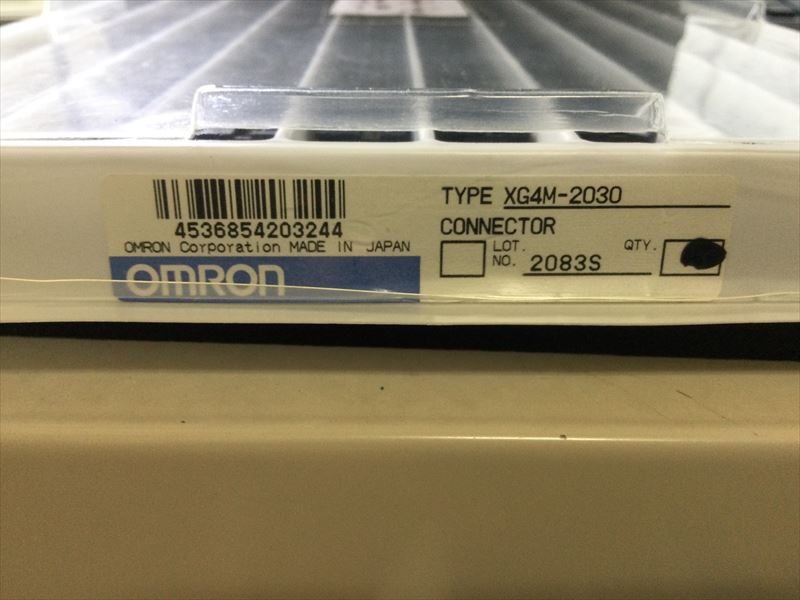 4536854203244
OMRON Corporation MADE IN JAPAN
OMRON
TYPE XG4M-2030
CONNECTOR
LOT. NO. 2083S
QTY.